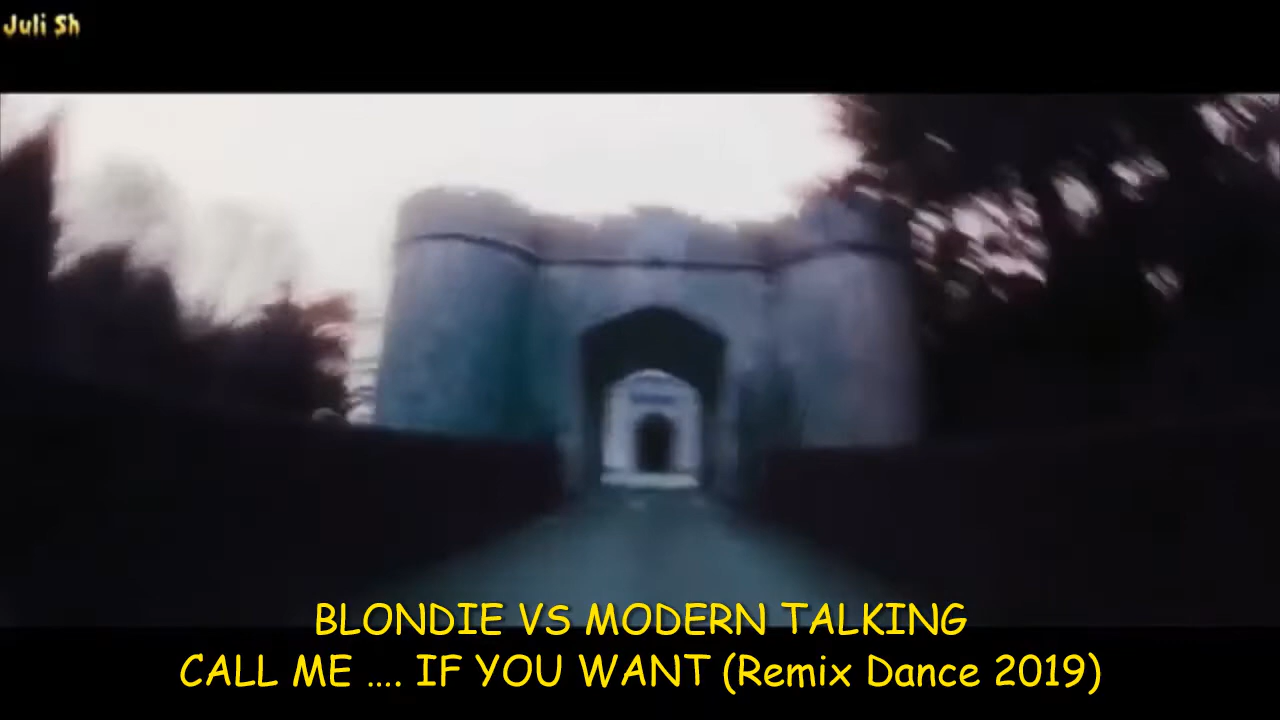 Juli Sh
BLONDIE VS MODERN TALKING
CALL ME .... IF YOU WANT (Remix Dance 2019)